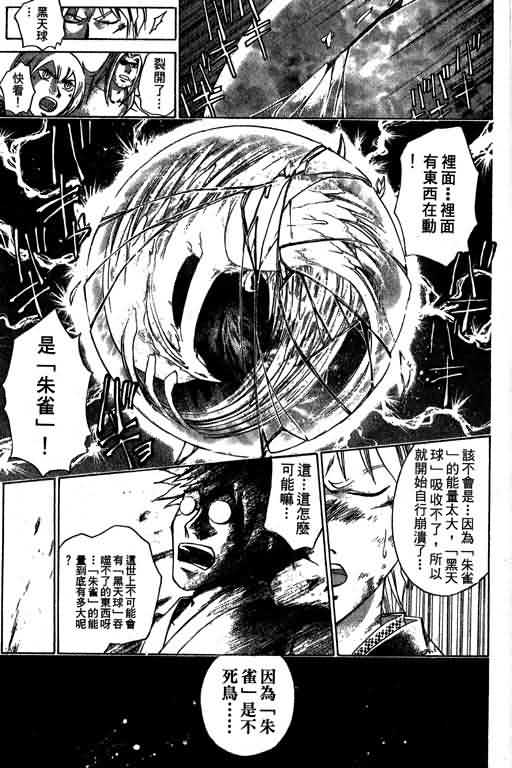 黑天球
裂開了…
快看！
裡面…裡面
有東西在動
！
是「朱雀」！
該不會是…因為「朱雀
」的能量太大，「黑天
球」吸收不了，所以
就開始自行崩潰了…
這…這怎麼
可能嘛…
這世上不可能會
有「黑天球」吞
噬不了的東西呀
…「朱雀」的能
量到底有多大呢
？
因為「朱
雀」是不
死鳥……